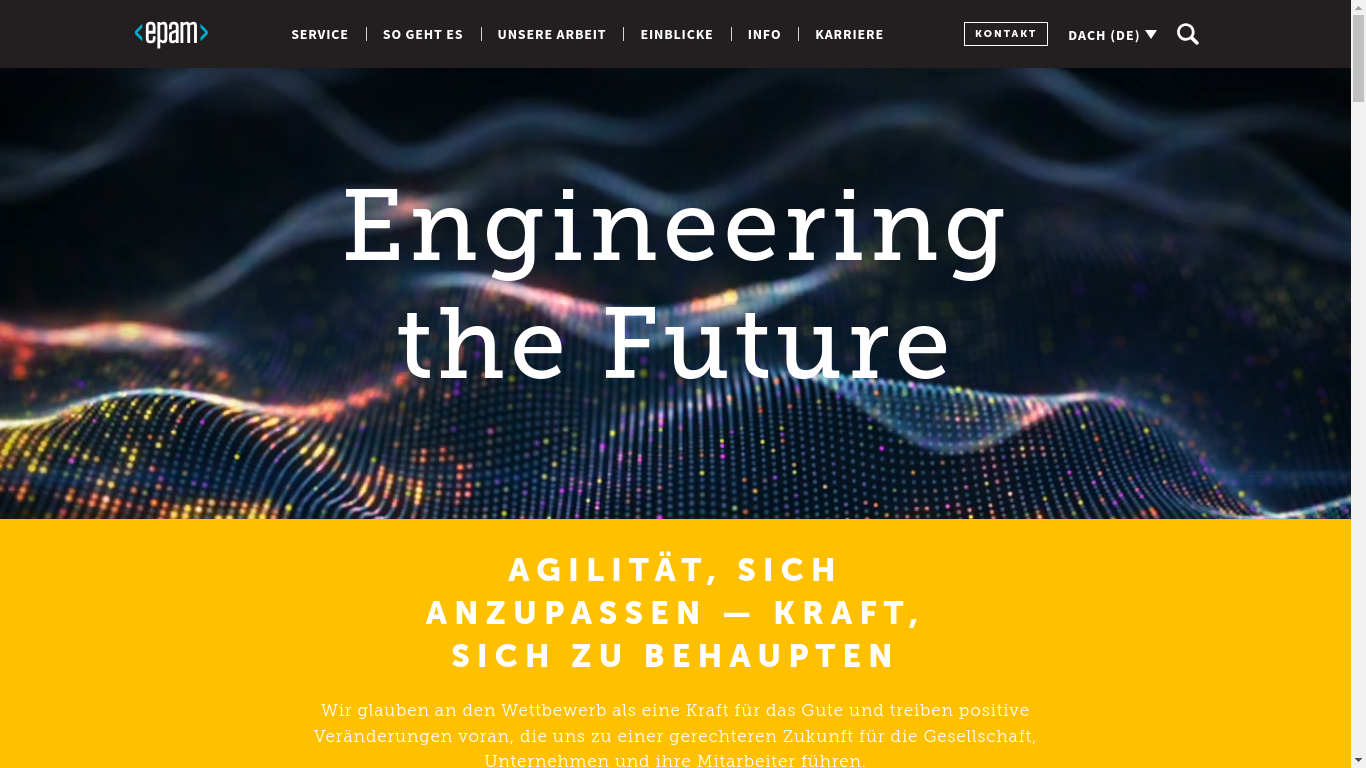 <epam>
SERVICE
SO GEHT ES
UNSERE ARBEIT
EINBLICKE
INFO
KARRIERE
KONTAKT
DACH (DE)
Engineering
the Future
AGILITÄT, SICH
ANZUPASSEN — KRAFT,
SICH ZU BEHAUPTEN
Wir glauben an den Wettbewerb als eine Kraft für das Gute und treiben positive
Veränderungen voran, die uns zu einer gerechteren Zukunft für die Gesellschaft,
Unternehmen und ihre Mitarbeiter führen.